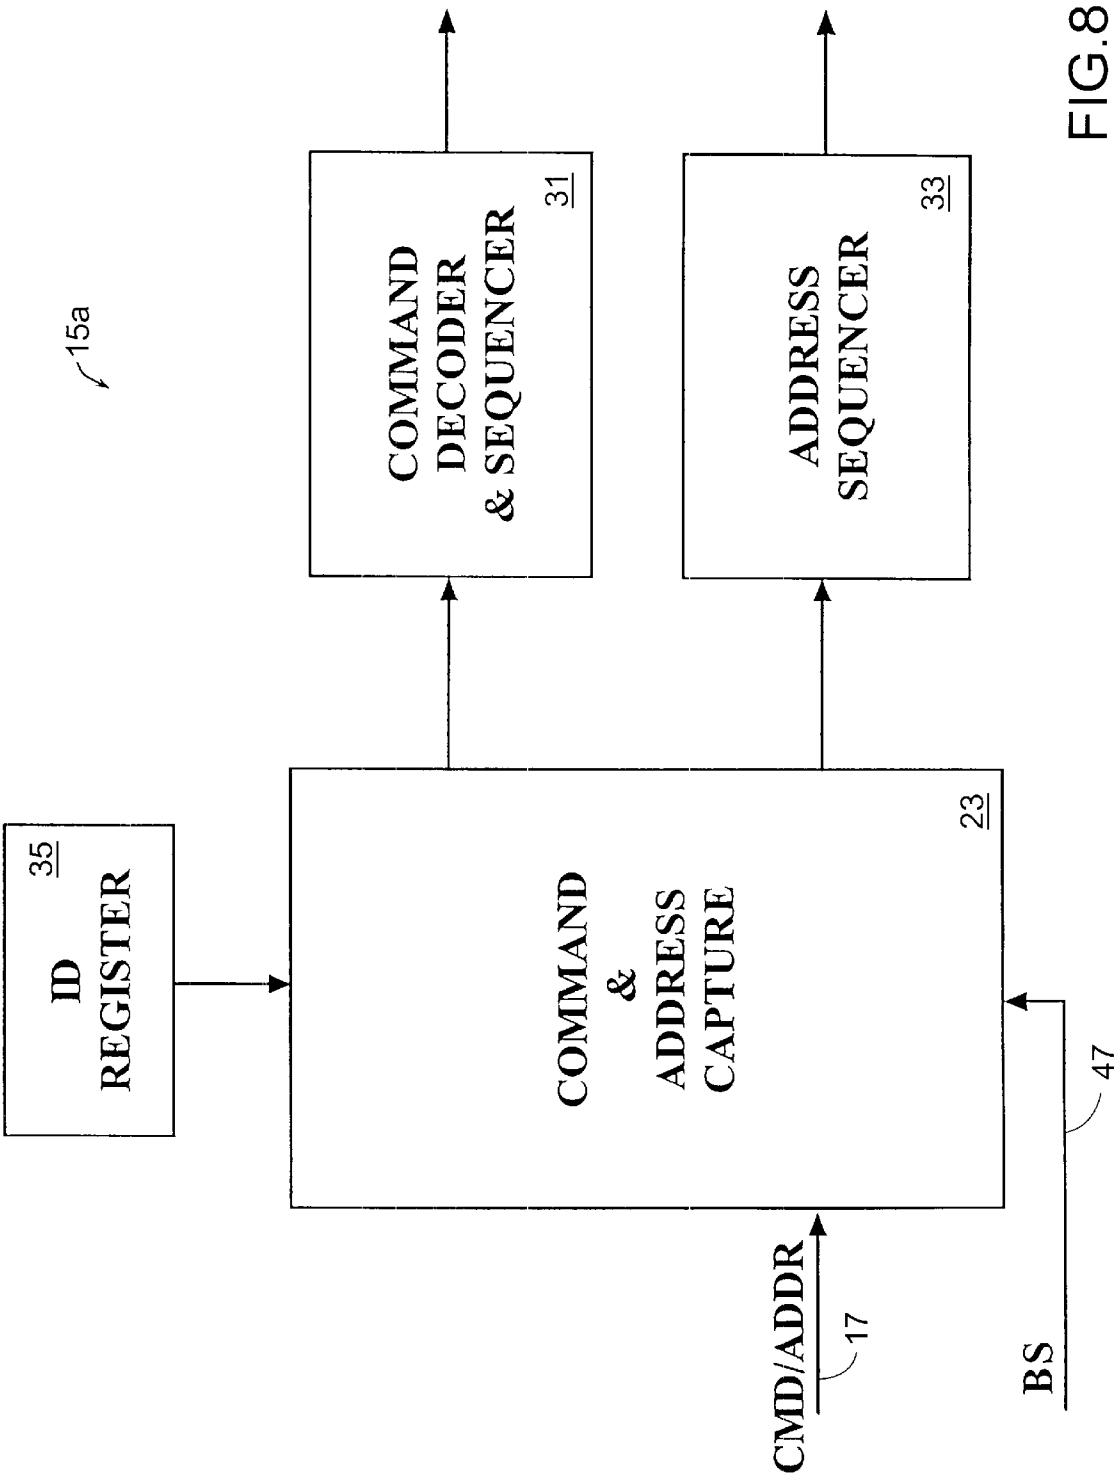 15a
ID
REGISTER
35
COMMAND
DECODER
& SEQUENCER
31
COMMAND
&
ADDRESS
CAPTURE
23
ADDRESS
SEQUENCER
33
CMD/ADDR
17
BS
47
FIG.8